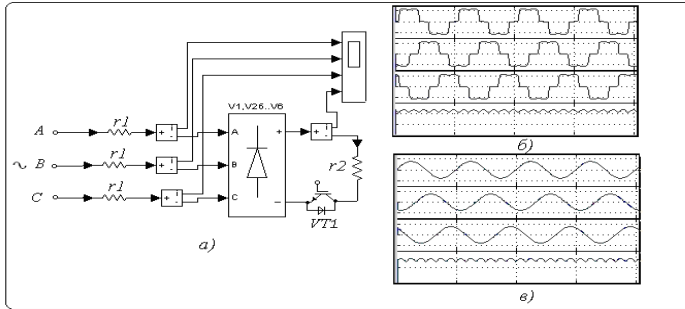 V1,V26..V6
A r1 + - A + + -
~ B r1 + - B r2
C r1 + - C -
VT1
а)
б)
в)